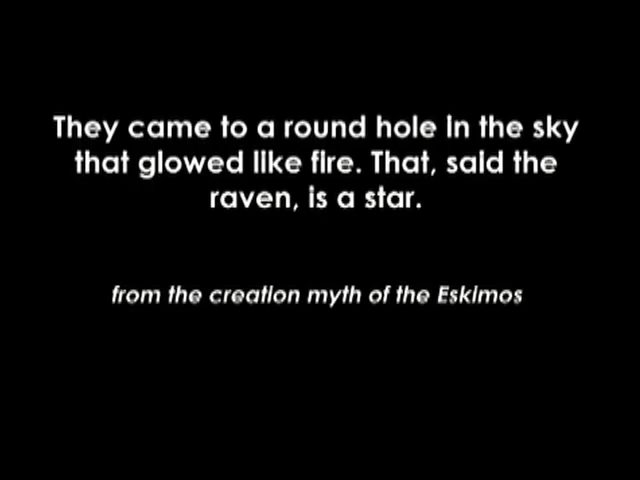 They came to a round hole in the sky
that glowed like fire. That, said the
raven, is a star.
from the creation myth of the Eskimos